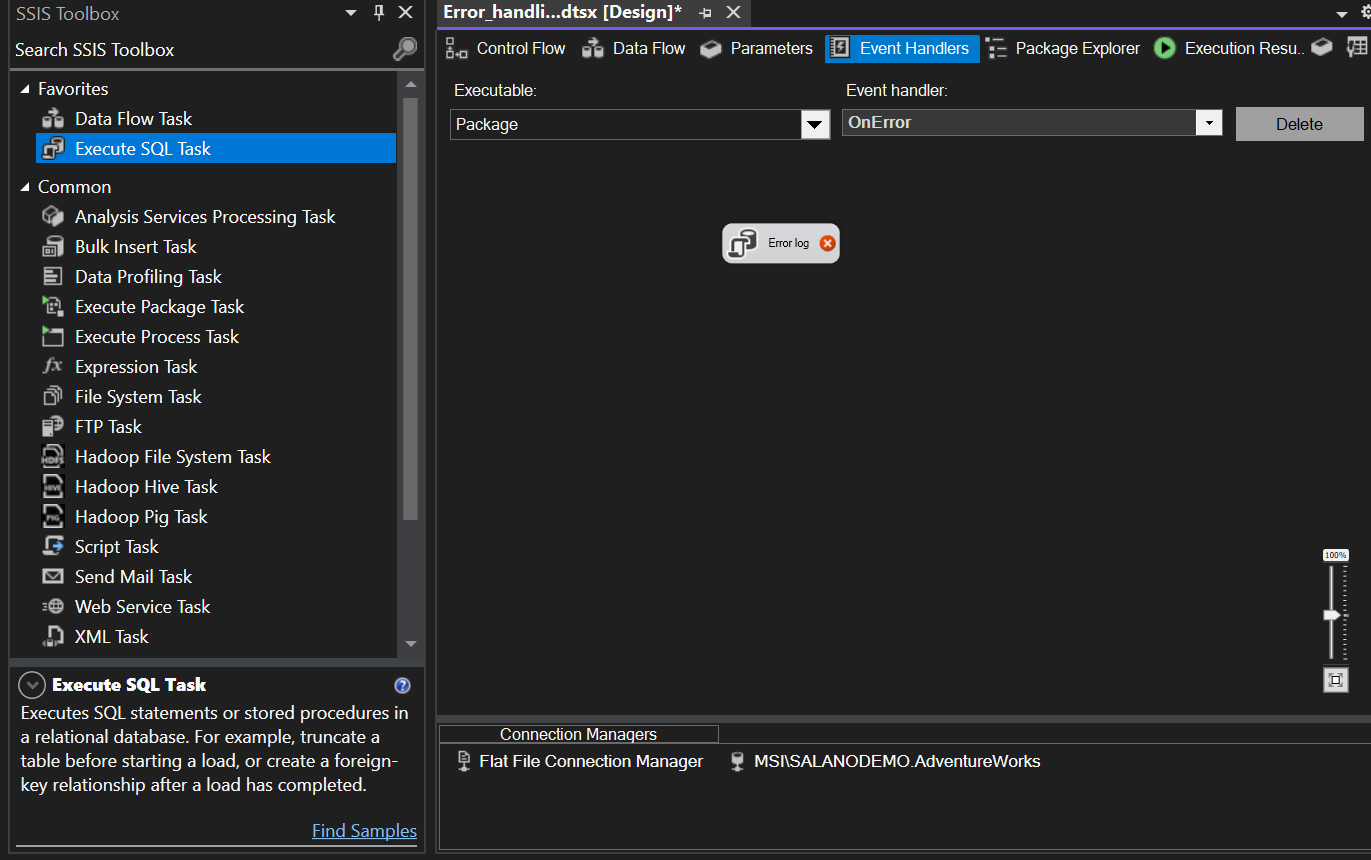 SSIS Toolbox
Search SSIS Toolbox
Favorites
Data Flow Task
Execute SQL Task
Common
Analysis Services Processing Task
Bulk Insert Task
Data Profiling Task
Execute Package Task
Execute Process Task
Expression Task
File System Task
FTP Task
Hadoop File System Task
Hadoop Hive Task
Hadoop Pig Task
Script Task
Send Mail Task
Web Service Task
XML Task
Execute SQL Task
Executes SQL statements or stored procedures in
a relational database. For example, truncate a
table before starting a load, or create a foreign-
key relationship after a load has completed.
Find Samples
Error_handli...dtsx [Design]*
Control Flow Data Flow Parameters Event Handlers Package Explorer Execution Resu..
Executable: Event handler:
Package OnError Delete
Error log
100%
Connection Managers
Flat File Connection Manager MSI\SALANODEMO.AdventureWorks